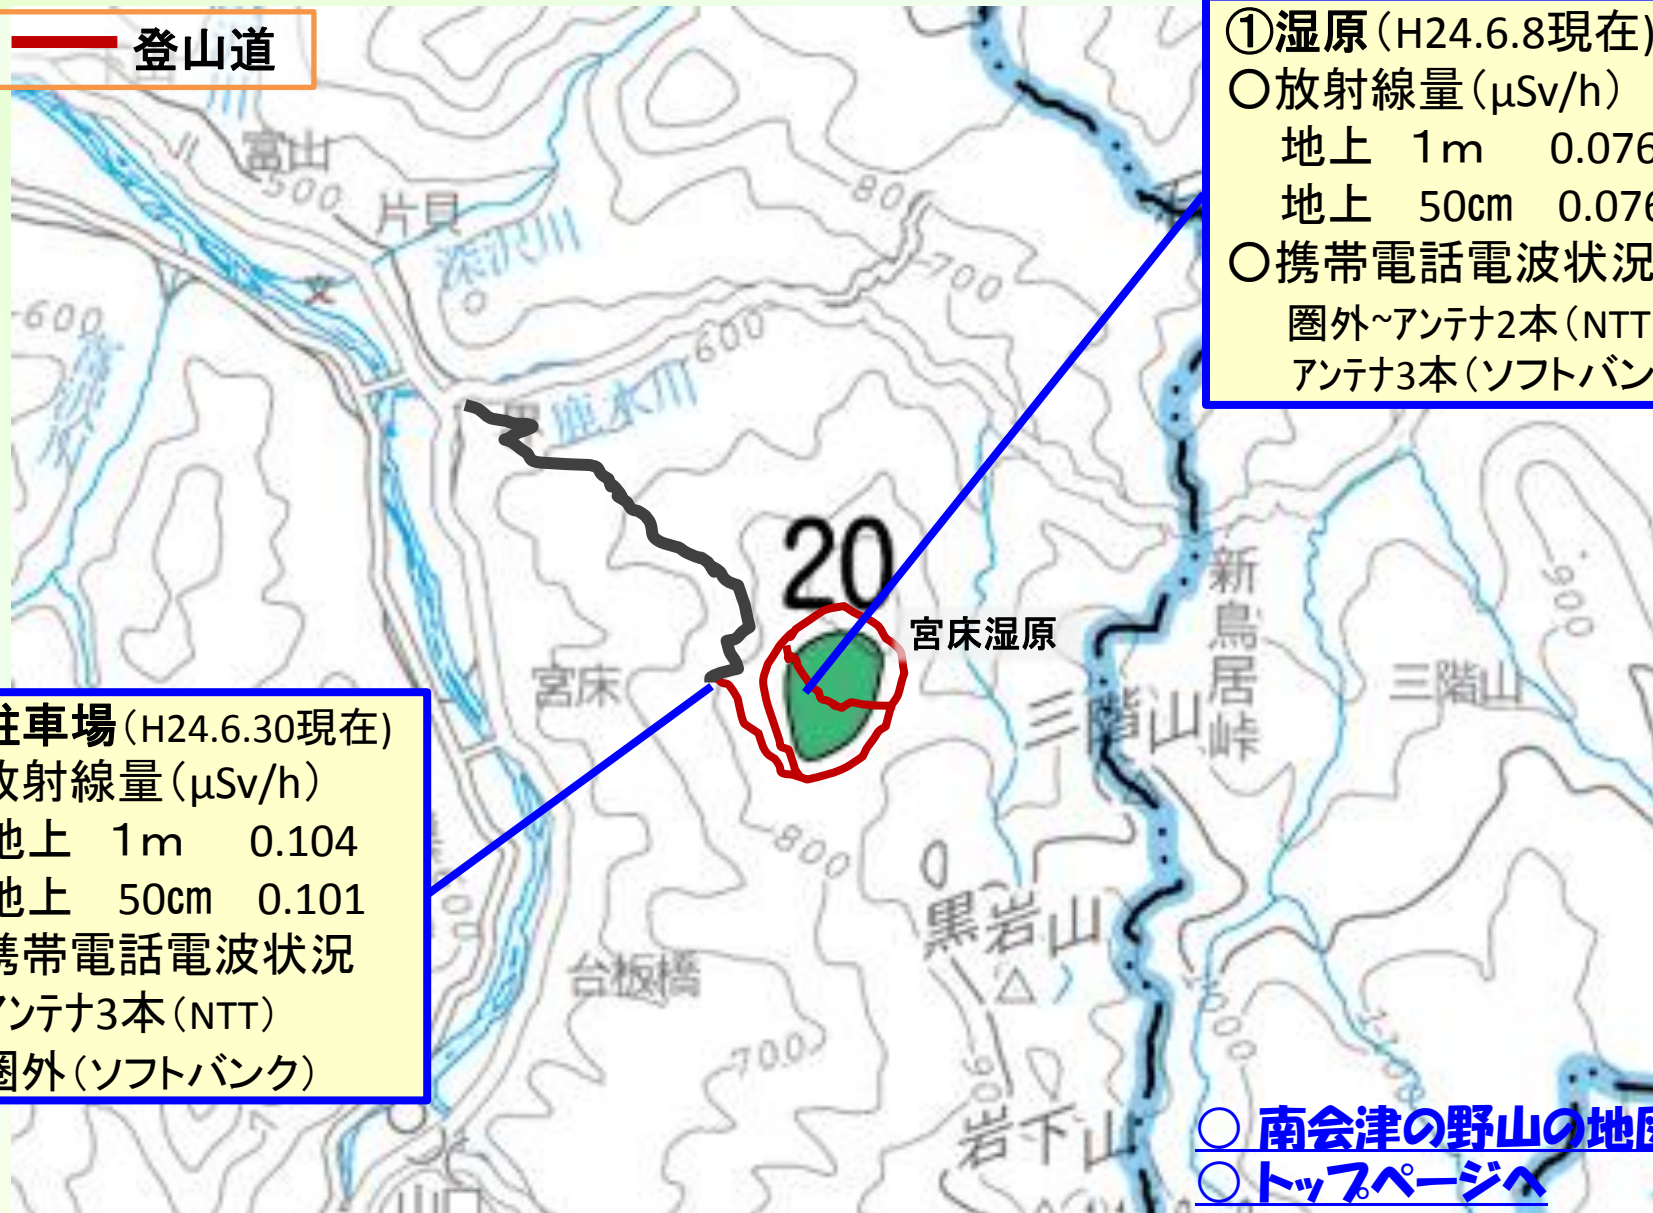 登山道
①湿原(H24.6.8現在)
○放射線量(μSv/h)
地上 1m 0.076
地上 50㎝ 0.076
○携帯電話電波状況
圏外~アンテナ2本(NTT
アンテナ3本(ソフトバン
富山
500
片貝
深沢川
800
700
600
600
鹿水川
20
宮床湿原
新鳥居峠
900
宮床
三階山
三階山
駐車場(H24.6.30現在)
放射線量(μSv/h)
地上 1m 0.104
地上 50㎝ 0.101
携帯電話電波状況
アンテナ3本(NTT)
圏外(ソフトバンク)
800
黒岩山
台板橋
700
岩下山
山口
○ 南会津の野山の地図
○ トップページへ